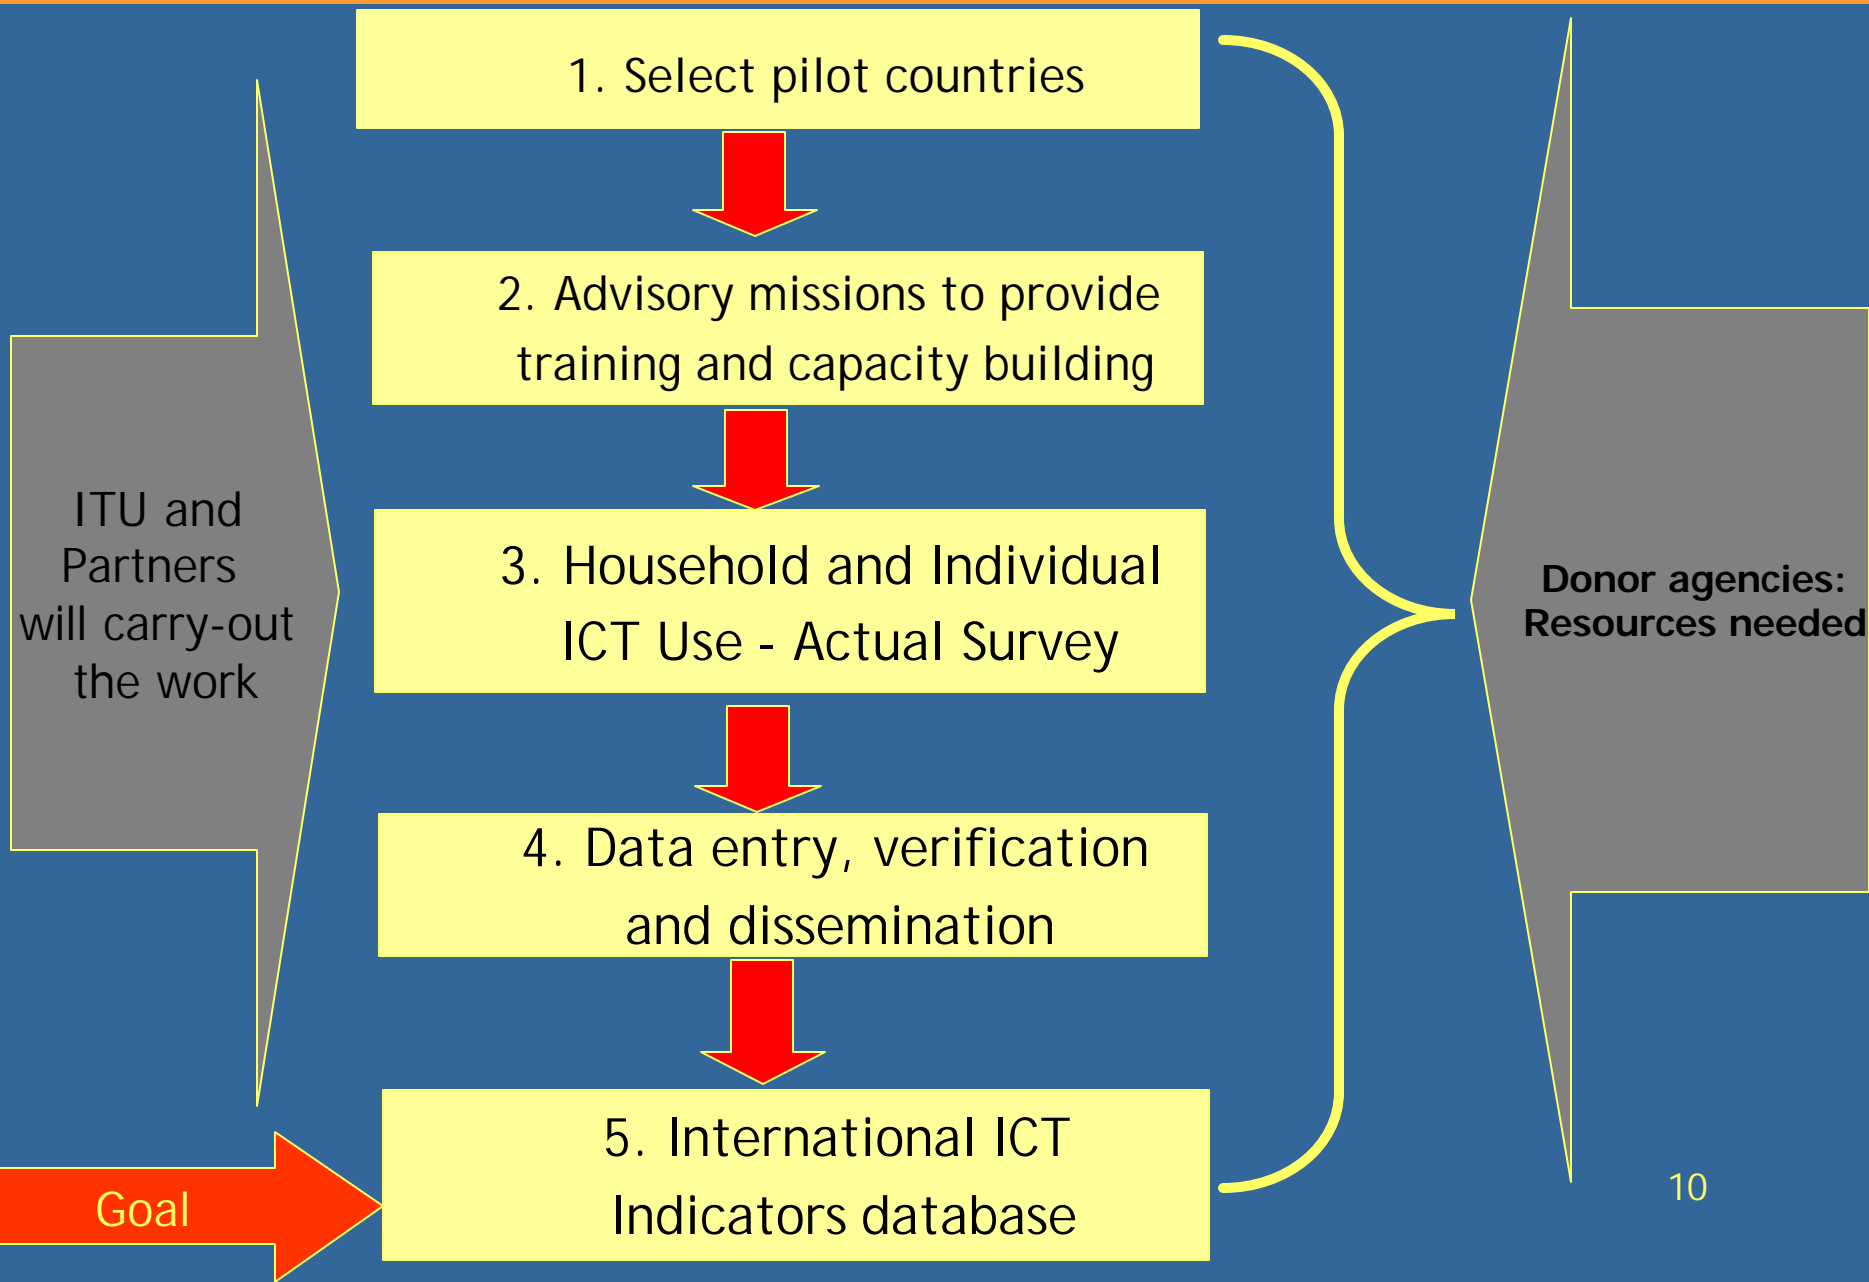 1. Select pilot countries
2. Advisory missions to provide
training and capacity building
ITU and
Partners
will carry-out
the work
3. Household and Individual
ICT Use - Actual Survey
Donor agencies:
Resources needed
4. Data entry, verification
and dissemination
5. International ICT
Indicators database
Goal
10